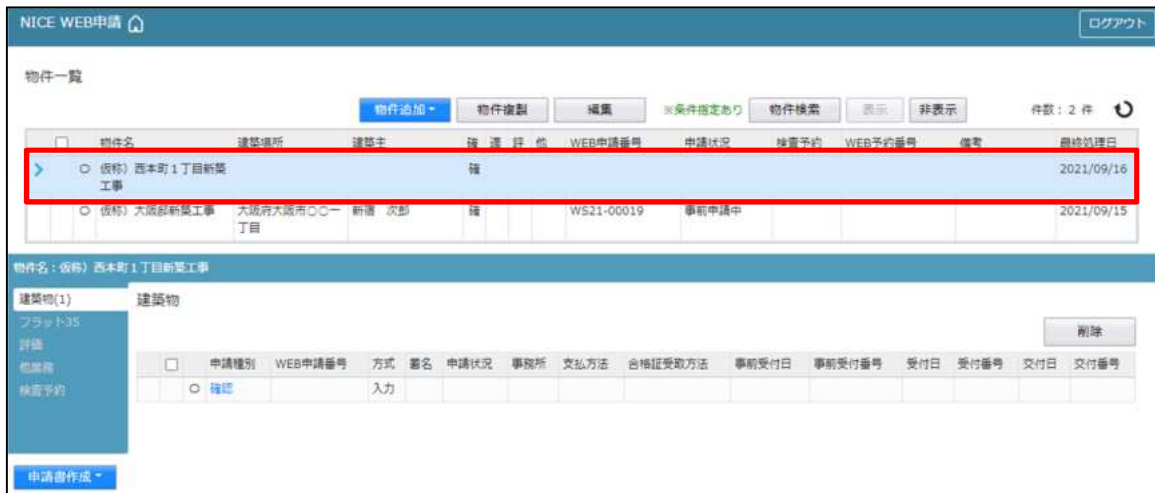 NICE WEB申請
ログアウト
物件一覧
物件追加 物件複製 編集 ※条件指定あり 物件検索 表示 非表示 件数：2 件
物件名 建築場所 建築主 確 適 評 他 WEB申請番号 申請状況 検査予約 WEB予約番号 備考 最終処理日
仮称）西本町１丁目新築 確 2021/09/16
工事
仮称）大阪邸新築工事 大阪府大阪市〇〇一 新宿 次郎 確 WS21-00019 事前申請中 2021/09/15
丁目
物件名：仮称）西本町１丁目新築工事
建築物(1) 建築物
フラット35
削除
評価
他業務
検査予約
申請種別 WEB申請番号 方式 署名 申請状況 事務所 支払方法 合格証受取方法 事前受付日 事前受付番号 受付日 受付番号 交付日 交付番号
確認 入力
申請書作成